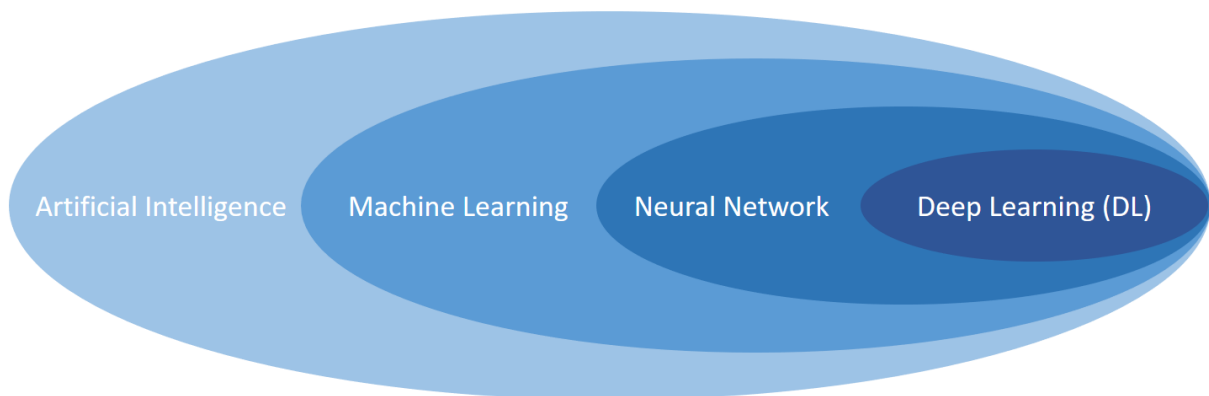 Artificial Intelligence
Machine Learning
Neural Network
Deep Learning (DL)